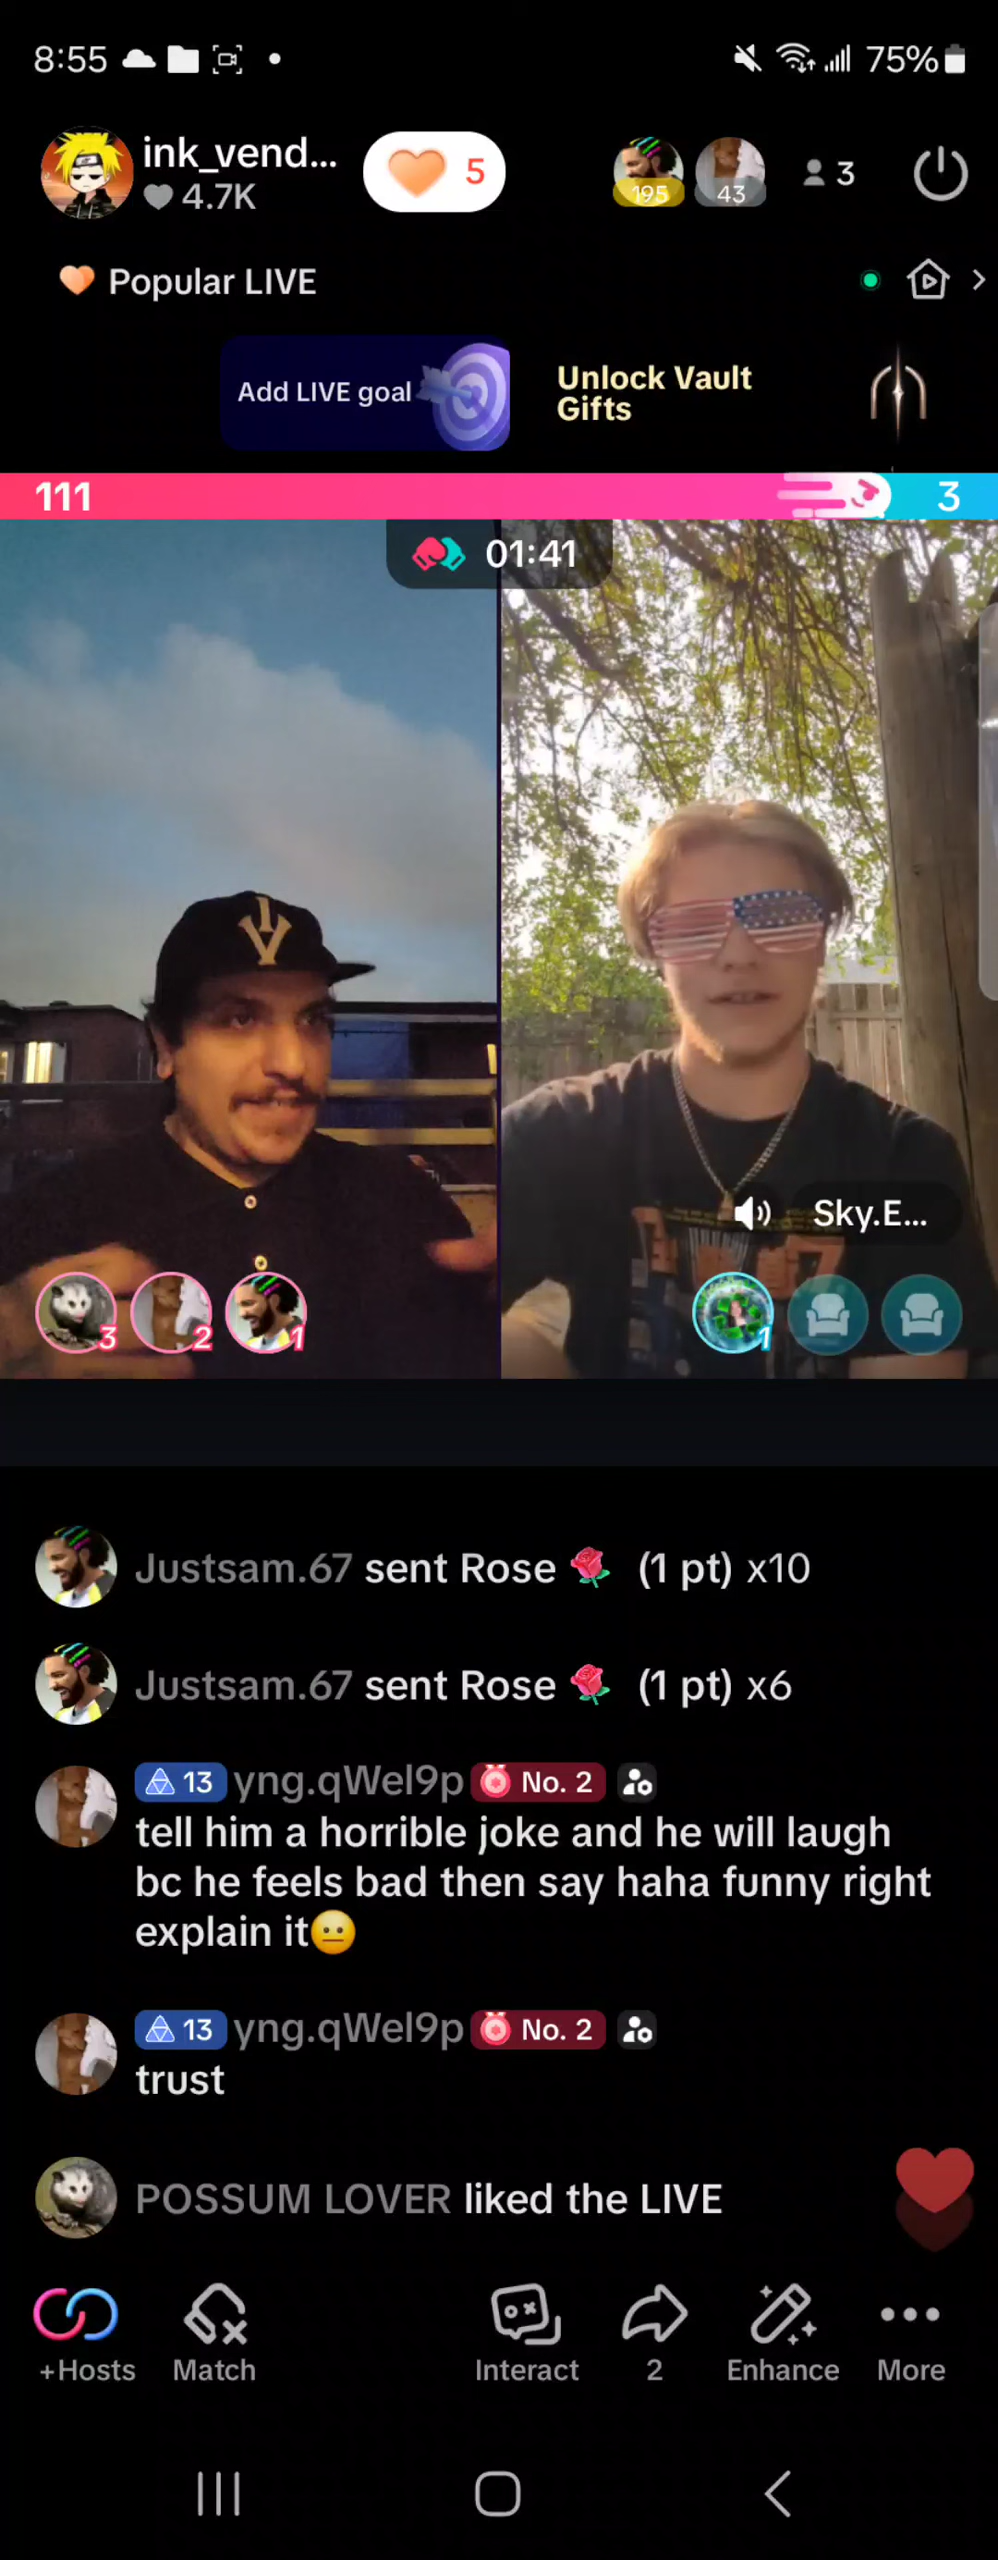 8:55
75%
ink_vend...
4.7K
5
195
43
3
Popular LIVE
Add LIVE goal
Unlock Vault
Gifts
111
3
01:41
Sky.E...
3
2
1
1
Justsam.67 sent Rose 🌹 (1 pt) x10
Justsam.67 sent Rose 🌹 (1 pt) x6
13 yng.qWel9p No. 2
tell him a horrible joke and he will laugh
bc he feels bad then say haha funny right
explain it😐
13 yng.qWel9p No. 2
trust
POSSUM LOVER liked the LIVE
+Hosts
Match
Interact
2
Enhance
More